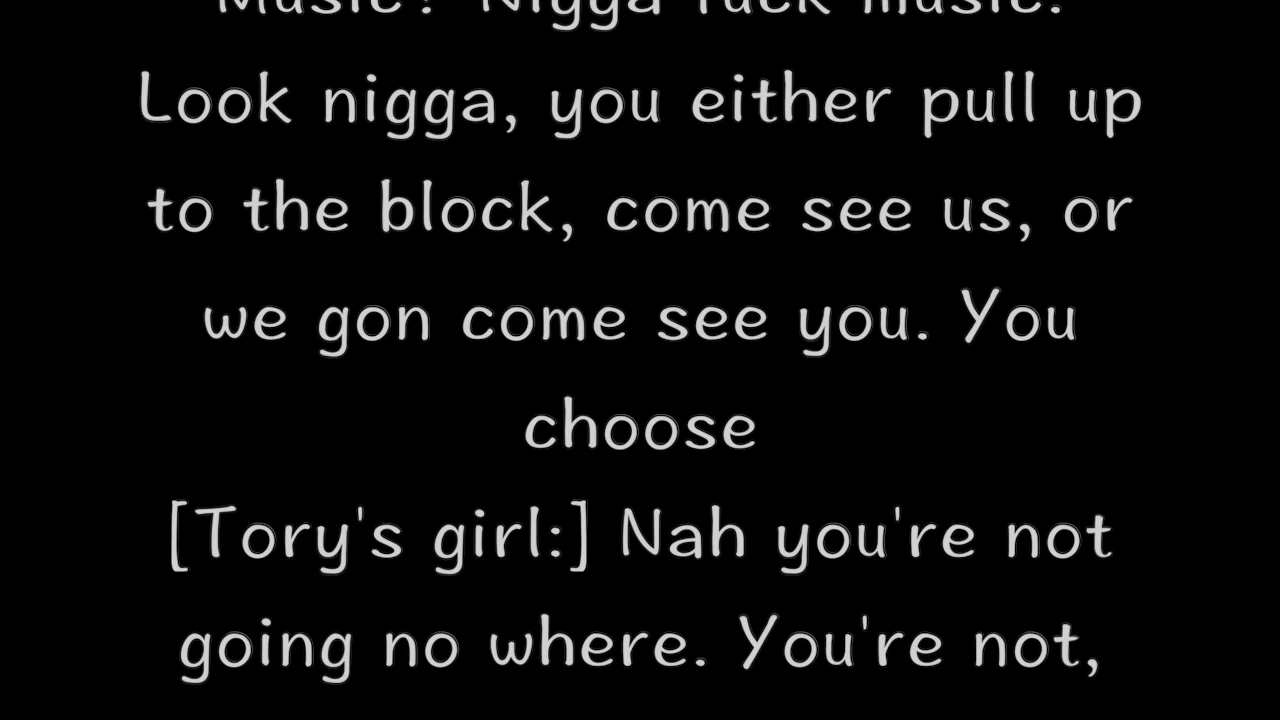 Music? Nigga fuck music.
Look nigga, you either pull up
to the block, come see us, or
we gon come see you. You
choose
[Tory's girl:] Nah you're not
going no where. You're not,